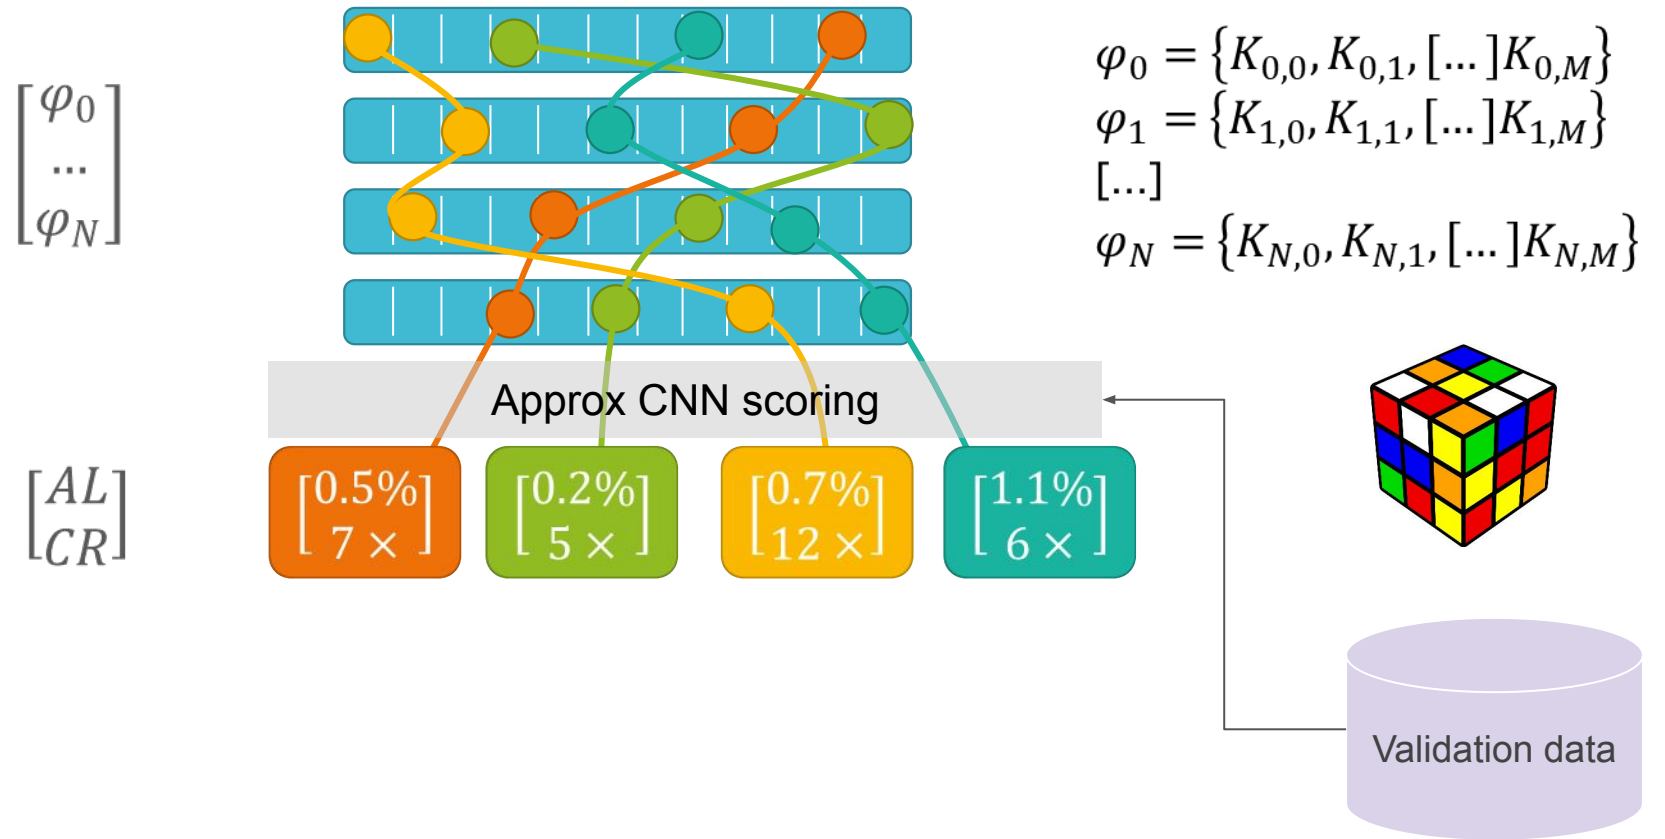 [φ0
...
φN]
φ0 = {K0,0, K0,1, [...]K0,M}
φ1 = {K1,0, K1,1, [...]K1,M}
[...]
φN = {KN,0, KN,1, [...]KN,M}
Approx CNN scoring
[AL
CR]
[0.5%
7 ×]
[0.2%
5 ×]
[0.7%
12 ×]
[1.1%
6 ×]
Validation data